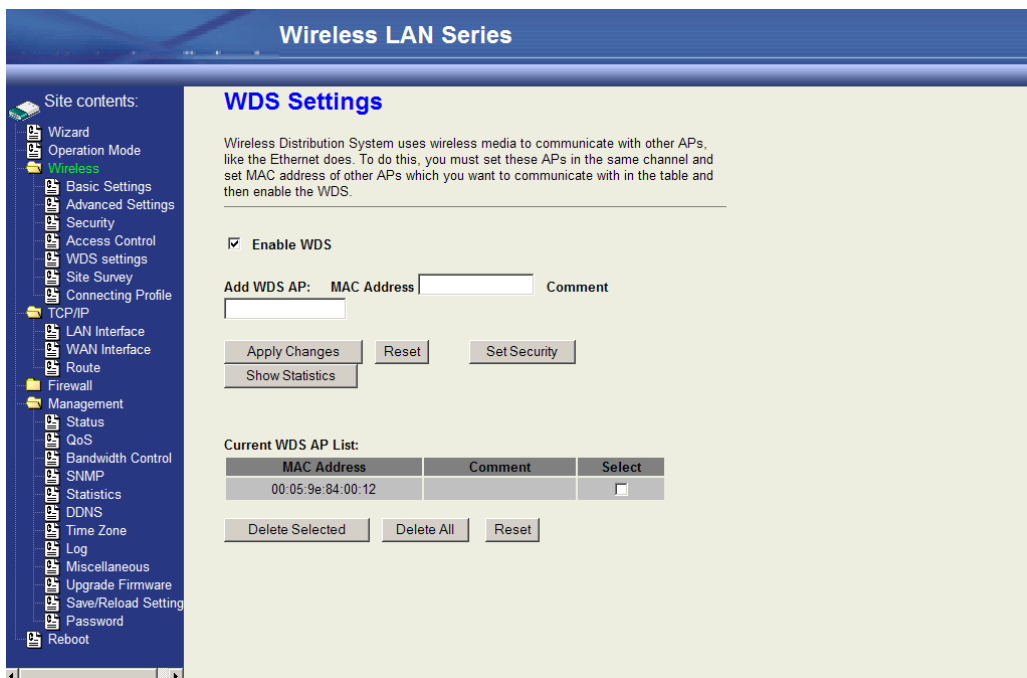 Wireless LAN Series
Site contents:
Wizard
Operation Mode
Wireless
Basic Settings
Advanced Settings
Security
Access Control
WDS settings
Site Survey
Connecting Profile
TCP/IP
LAN Interface
WAN Interface
Route
Firewall
Management
Status
QoS
Bandwidth Control
SNMP
Statistics
DDNS
Time Zone
Log
Miscellaneous
Upgrade Firmware
Save/Reload Setting
Password
Reboot
WDS Settings
Wireless Distribution System uses wireless media to communicate with other APs,
like the Ethernet does. To do this, you must set these APs in the same channel and
set MAC address of other APs which you want to communicate with in the table and
then enable the WDS.
Enable WDS
Add WDS AP: MAC Address Comment
Apply Changes Reset Set Security
Show Statistics
Current WDS AP List:
MAC Address Comment Select
00:05:9e:84:00:12
Delete Selected Delete All Reset